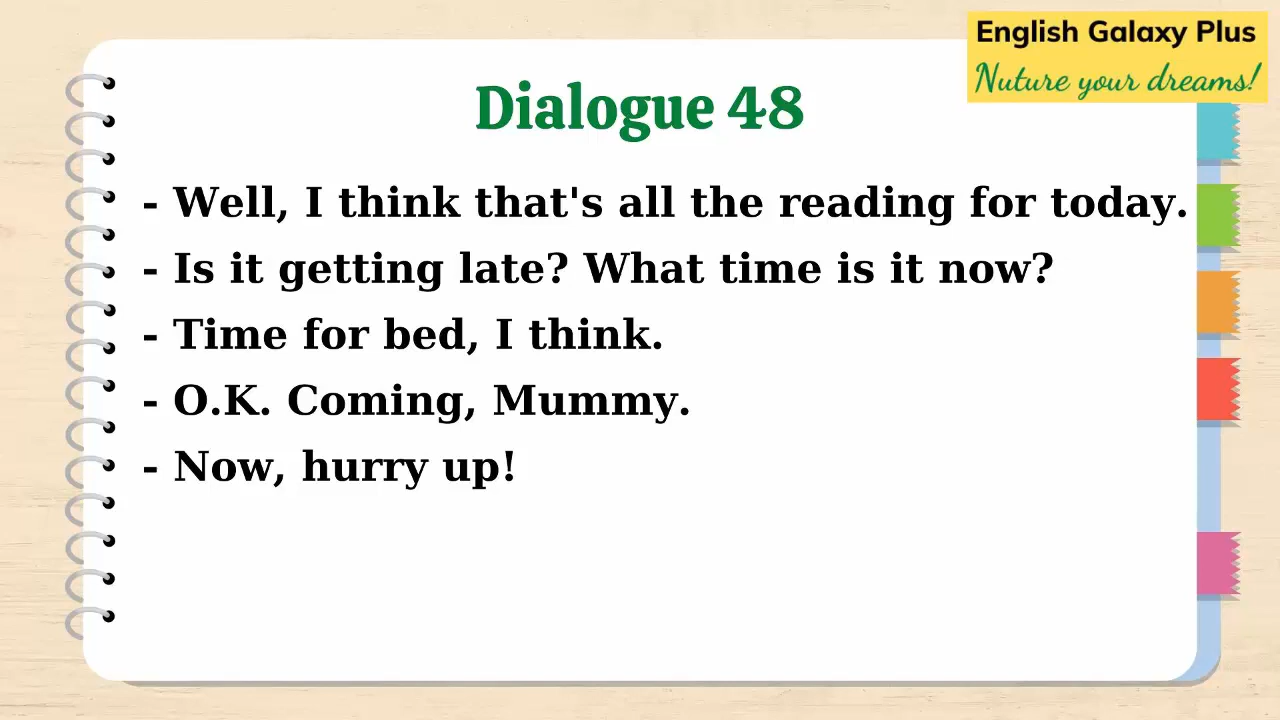 English Galaxy Plus
Nuture your dreams!
Dialogue 48
- Well, I think that's all the reading for today.
- Is it getting late? What time is it now?
- Time for bed, I think.
- O.K. Coming, Mummy.
- Now, hurry up!